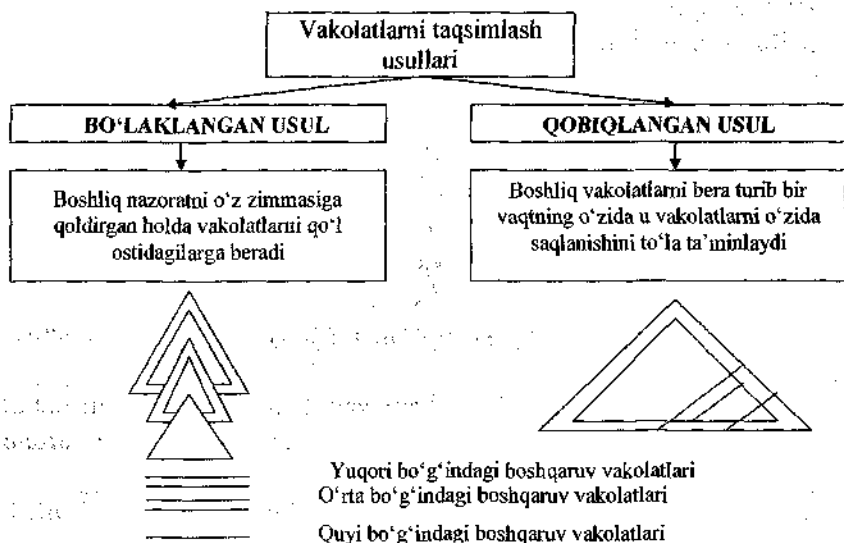 Vakolatlarni taqsimlash
usullari
BO‘LAKLANGAN USUL
QOBIQLANGAN USUL
Boshliq nazoratni o‘z zimmasiga
qoldirgan holda vakolatlarni qo‘l
ostidagilarga beradi
Boshliq vakolatlarni bera turib bir
vaqtning o‘zida u vakolatlarni o‘zida
saqlanishini to‘la ta’minlaydi
Yuqori bo‘g‘indagi boshqaruv vakolatlari
O‘rta bo‘g‘indagi boshqaruv vakolatlari
Quyi bo‘g‘indagi boshqaruv vakolatlari